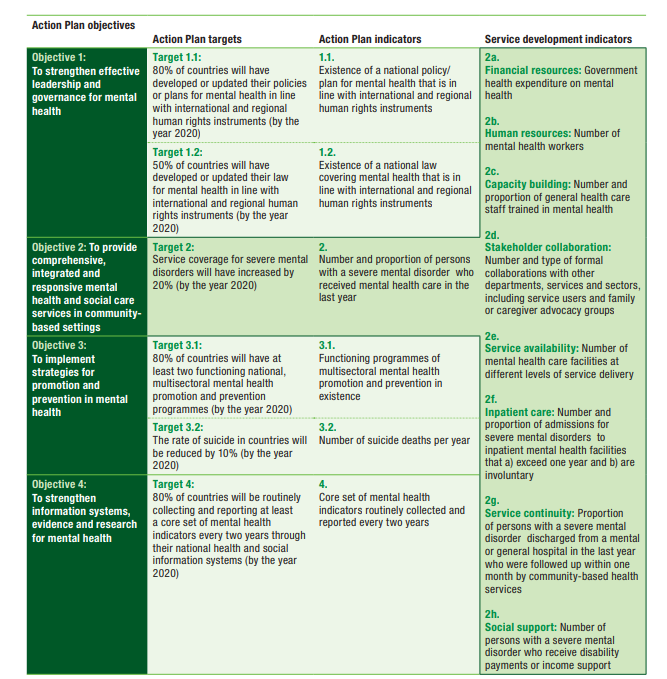 Action Plan objectives
Action Plan targets
Action Plan indicators
Service development indicators
Objective 1:
To strengthen effective
leadership and
governance for mental
health
Target 1.1:
80% of countries will have
developed or updated their policies
or plans for mental health in line
with international and regional
human rights instruments (by the
year 2020)
1.1.
Existence of a national policy/
plan for mental health that is in
line with international and regional
human rights instruments
Target 1.2:
50% of countries will have
developed or updated their law
for mental health in line with
international and regional human
rights instruments (by the year
2020)
1.2.
Existence of a national law
covering mental health that is in
line with international and regional
human rights instruments
Objective 2: To provide
comprehensive,
integrated and
responsive mental
health and social care
services in community-
based settings
Target 2:
Service coverage for severe mental
disorders will have increased by
20% (by the year 2020)
2.
Number and proportion of persons
with a severe mental disorder who
received mental health care in the
last year
Objective 3:
To implement
strategies for
promotion and
prevention in mental
health
Target 3.1:
80% of countries will have at
least two functioning national,
multisectoral mental health
promotion and prevention
programmes (by the year 2020)
3.1.
Functioning programmes of
multisectoral mental health
promotion and prevention in
existence
Target 3.2:
The rate of suicide in countries will
be reduced by 10% (by the year
2020)
3.2.
Number of suicide deaths per year
Objective 4:
To strengthen
information systems,
evidence and research
for mental health
Target 4:
80% of countries will be routinely
collecting and reporting at least
a core set of mental health
indicators every two years through
their national health and social
information systems (by the year
2020)
4.
Core set of mental health
indicators routinely collected and
reported every two years
2a.
Financial resources: Government
health expenditure on mental
health
2b.
Human resources: Number of
mental health workers
2c.
Capacity building: Number and
proportion of general health care
staff trained in mental health
2d.
Stakeholder collaboration:
Number and type of formal
collaborations with other
departments, services and sectors,
including service users and family
or caregiver advocacy groups
2e.
Service availability: Number of
mental health care facilities at
different levels of service delivery
2f.
Inpatient care: Number and
proportion of admissions for
severe mental disorders to
inpatient mental health facilities
that a) exceed one year and b) are
involuntary
2g.
Service continuity: Proportion
of persons with a severe mental
disorder discharged from a mental
or general hospital in the last year
who were followed up within one
month by community-based health
services
2h.
Social support: Number of
persons with a severe mental
disorder who receive disability
payments or income support